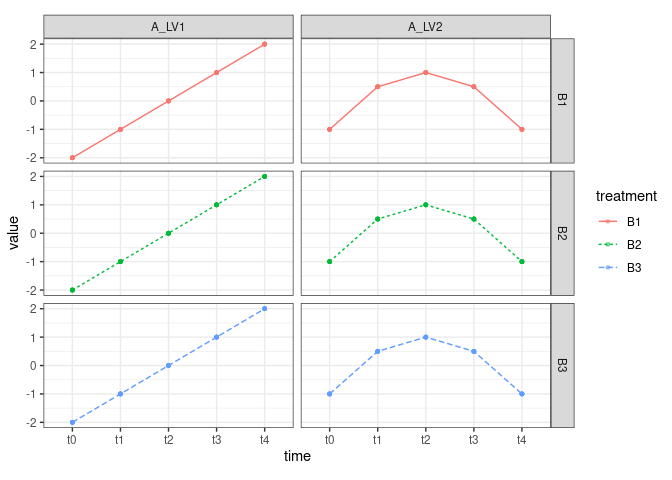 A_LV1 A_LV2
2
1
0
-1
-2
B1
2
1
0
-1
-2
B2
2
1
0
-1
-2
B3
t0 t1 t2 t3 t4 t0 t1 t2 t3 t4
time
value
treatment
B1
B2
B3